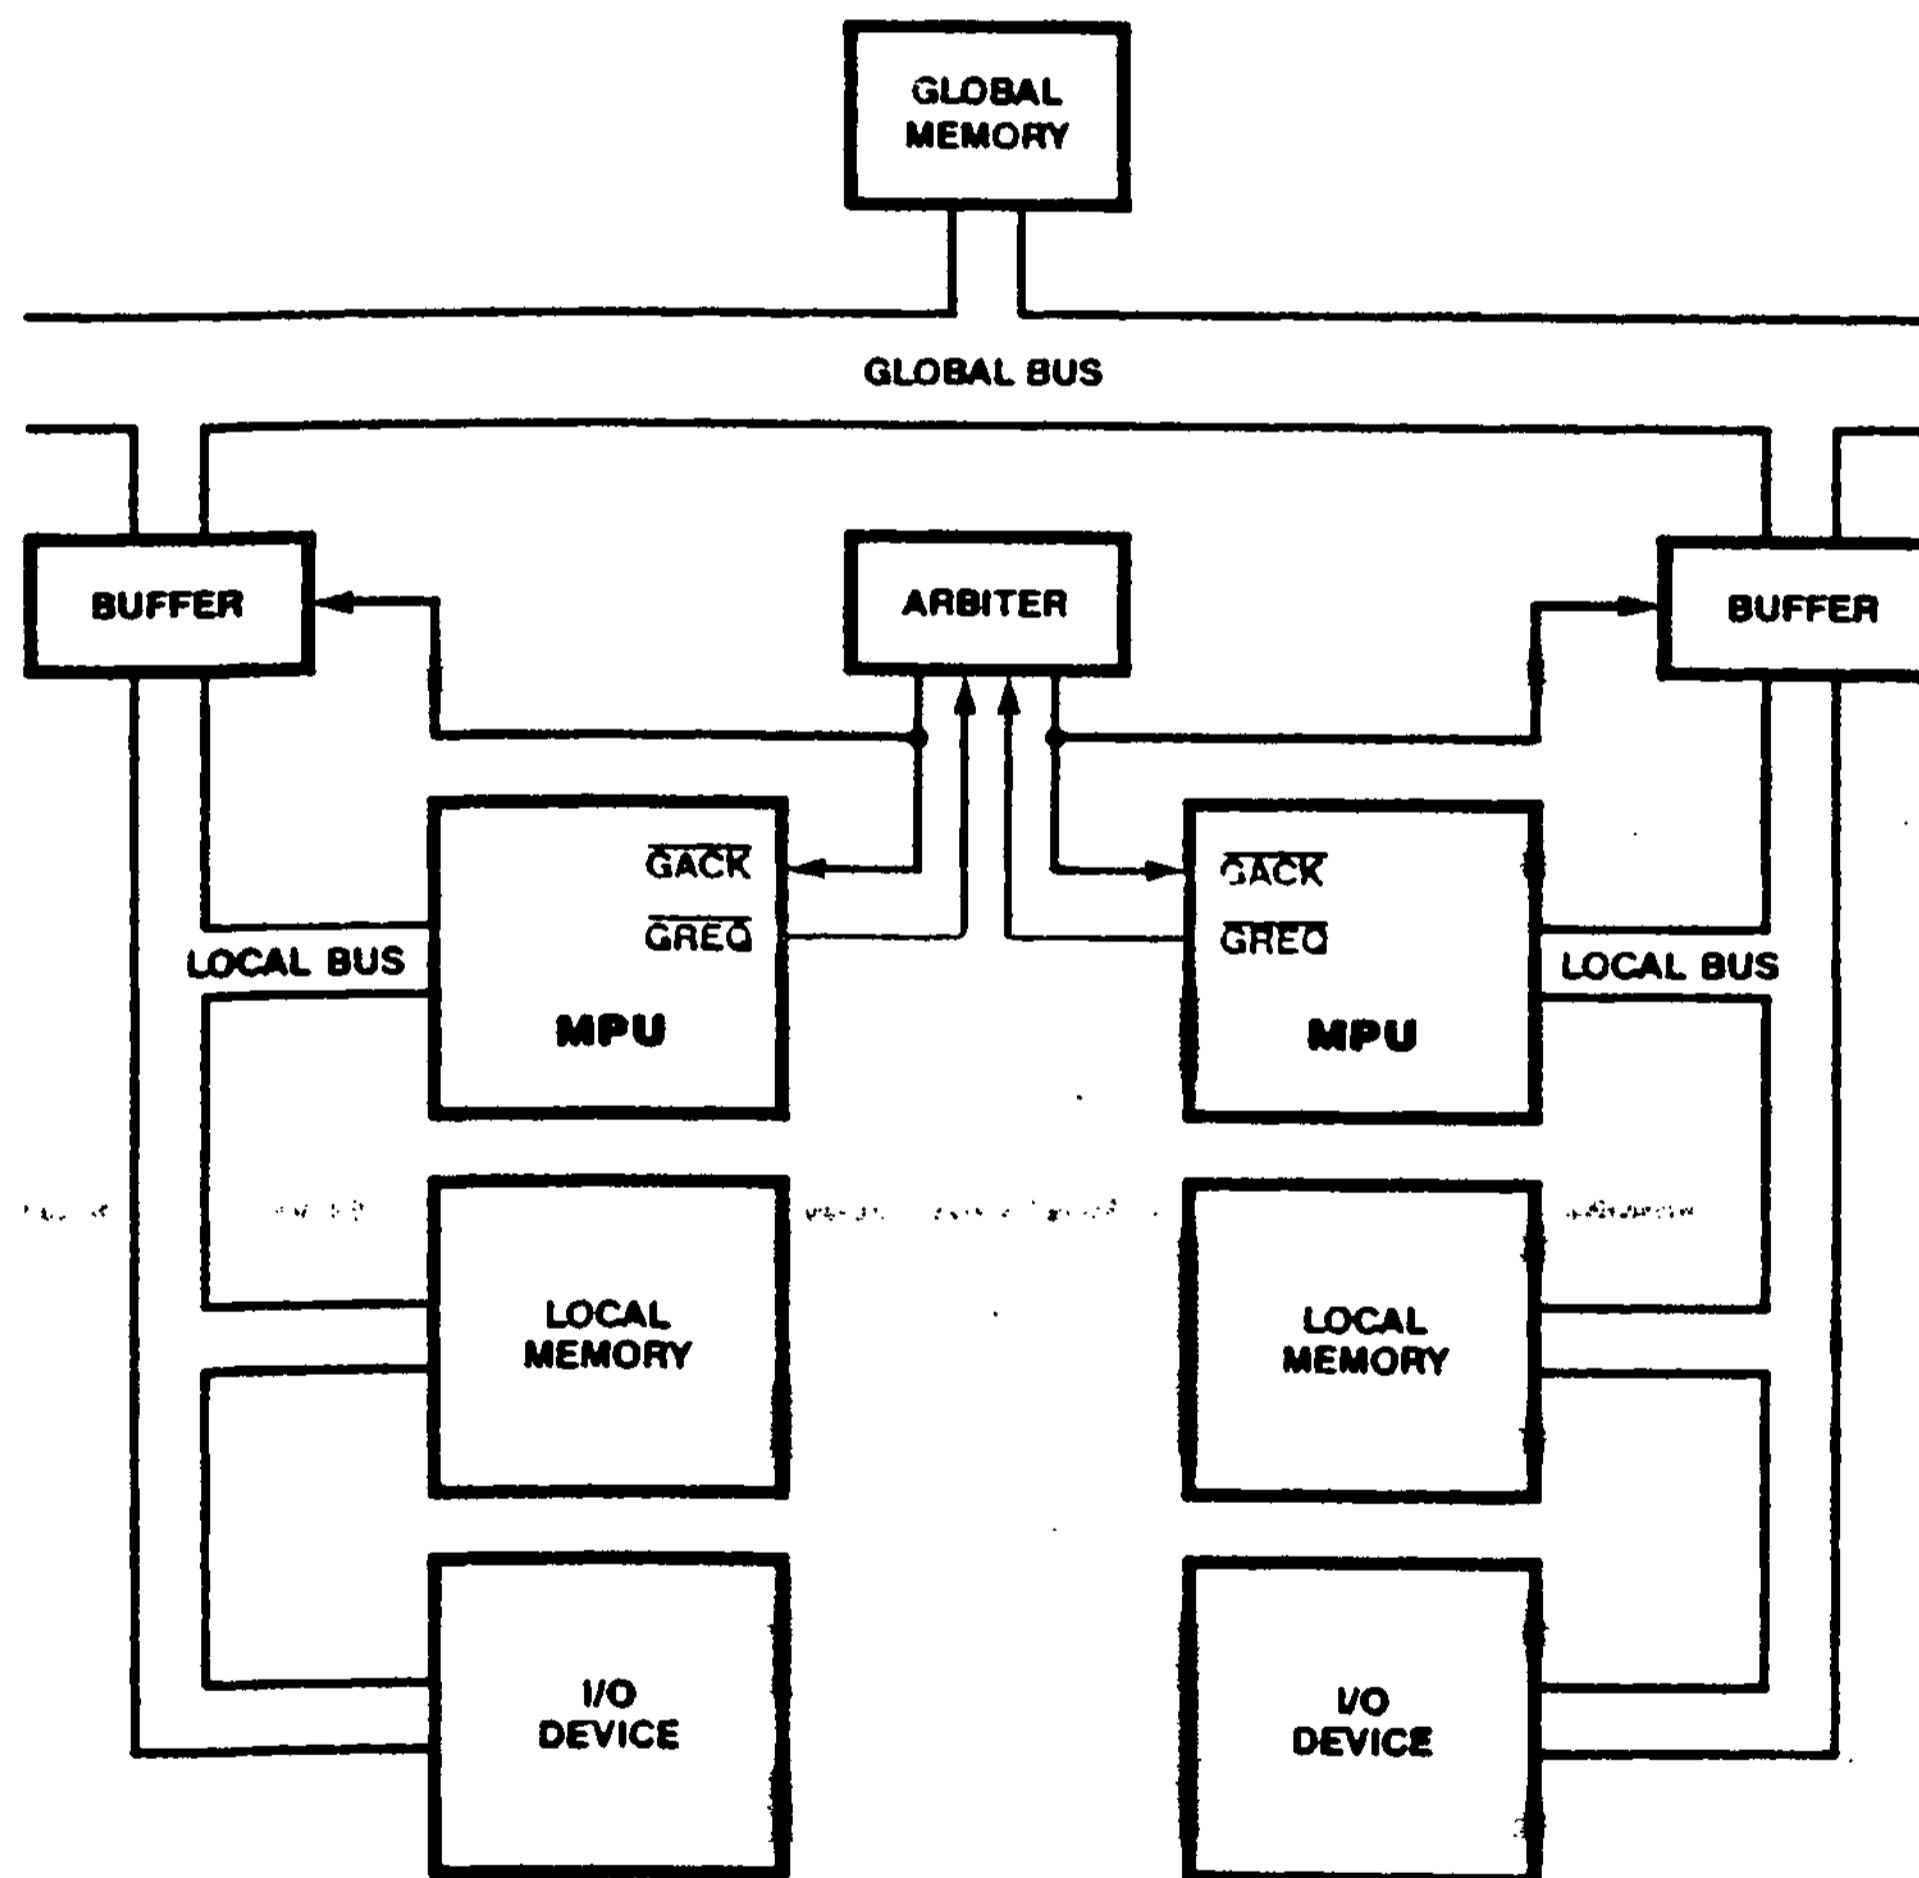 GLOBAL
MEMORY
GLOBAL BUS
BUFFER
ARBITER
BUFFER
GACK
GREQ
LOCAL BUS
MPU
GACK
GREQ
LOCAL BUS
MPU
LOCAL
MEMORY
LOCAL
MEMORY
I/O
DEVICE
I/O
DEVICE